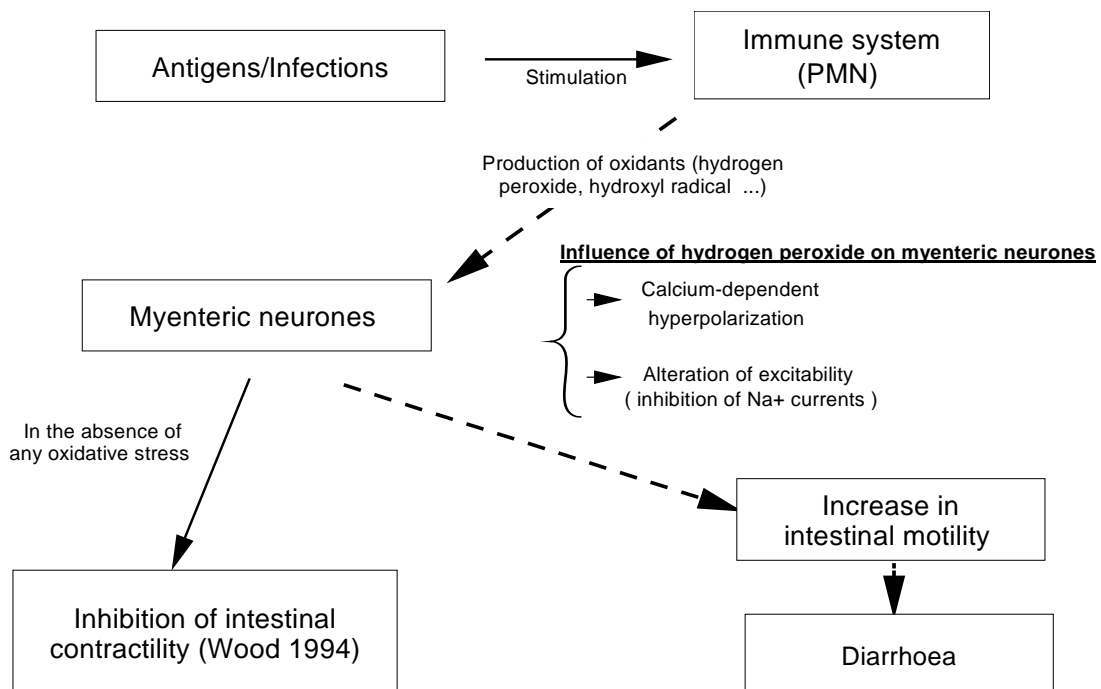 Antigens/Infections
Stimulation
Immune system
(PMN)
Production of oxidants (hydrogen
peroxide, hydroxyl radical ...)
Influence of hydrogen peroxide on myenteric neurones
Calcium-dependent
hyperpolarization
Alteration of excitability
( inhibition of Na+ currents )
Myenteric neurones
In the absence of
any oxidative stress
Increase in
intestinal motility
Inhibition of intestinal
contractility (Wood 1994)
Diarrhoea